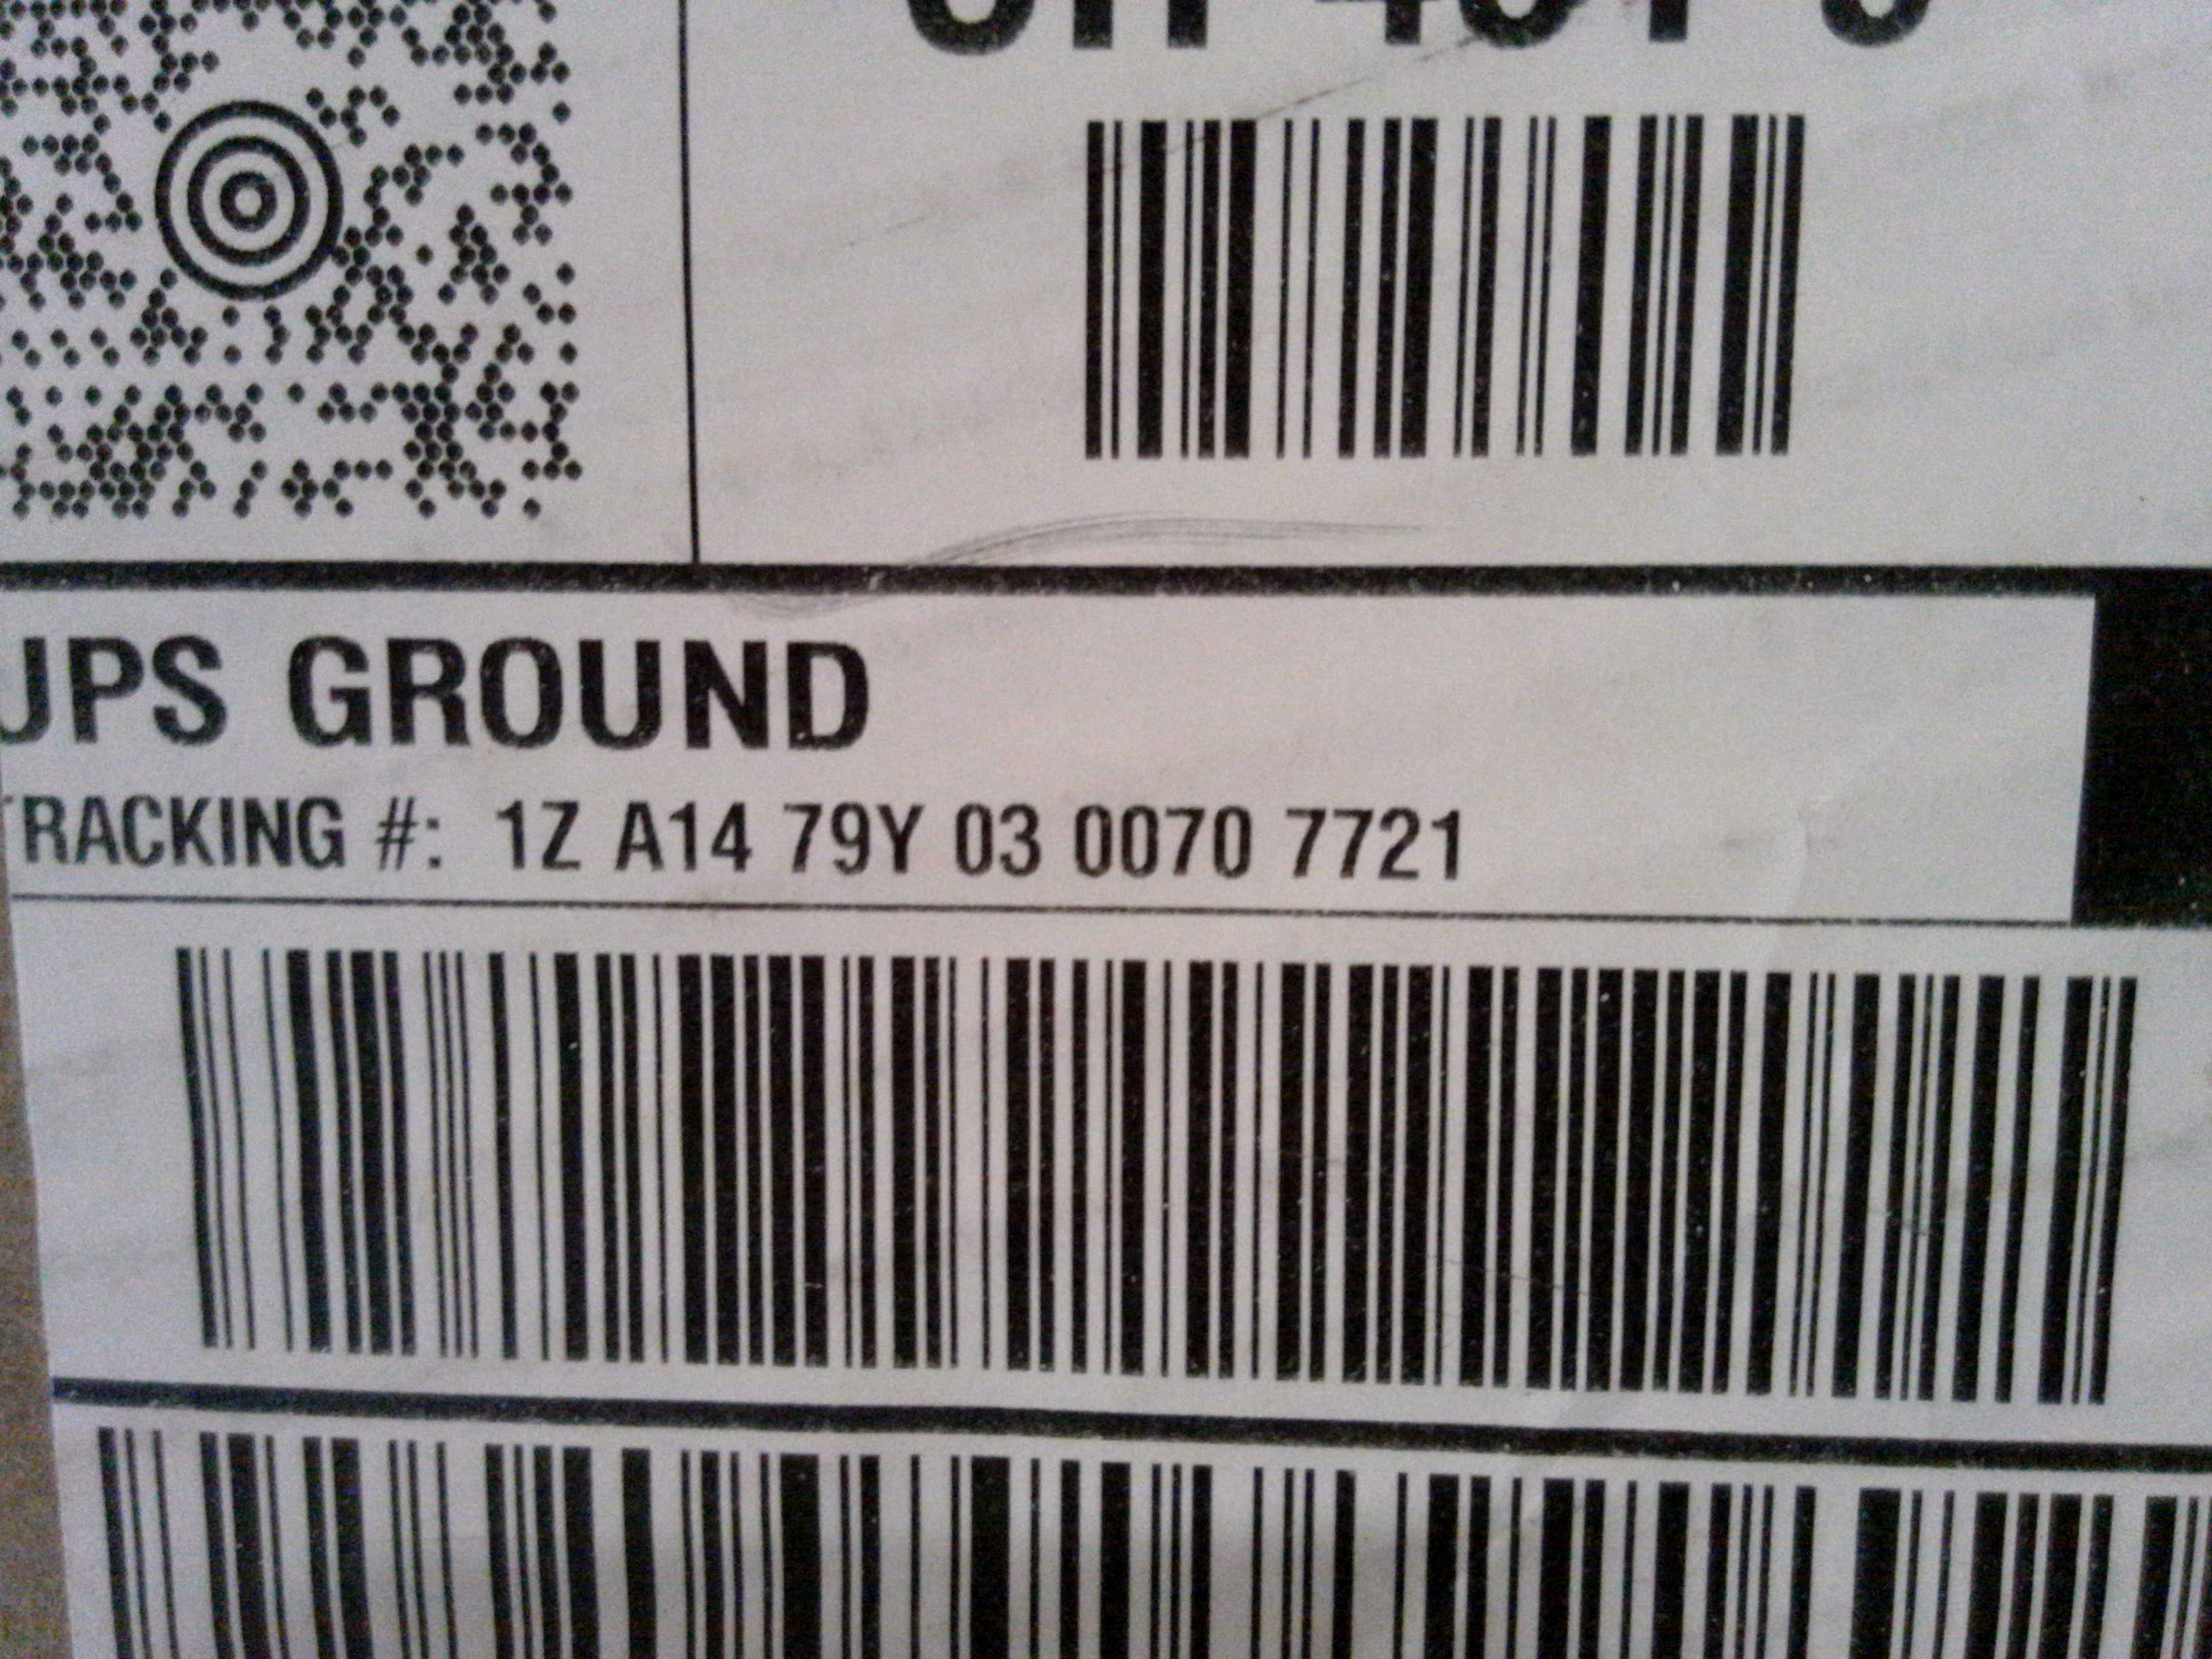 UPS GROUND
TRACKING #: 1Z A14 79Y 03 0070 7721